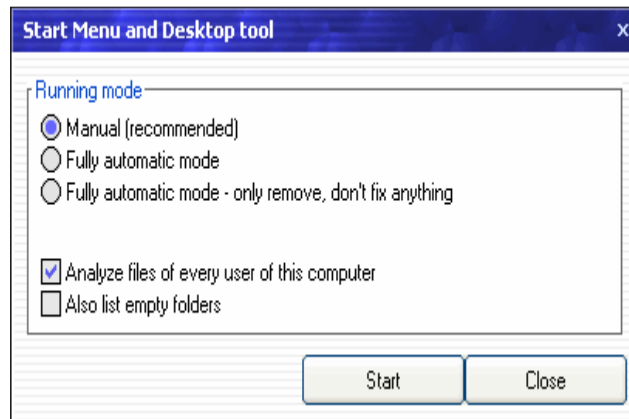 Start Menu and Desktop tool
x
Running mode
Manual (recommended)
Fully automatic mode
Fully automatic mode - only remove, don't fix anything
Analyze files of every user of this computer
Also list empty folders
Start Close